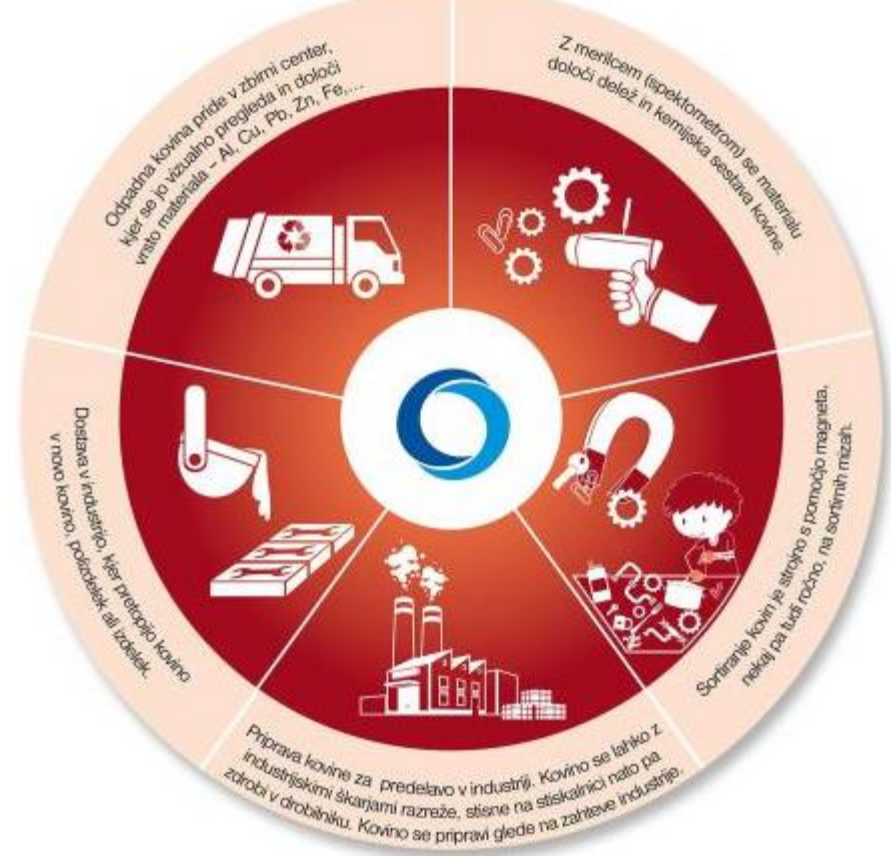 Odpadna kovina pride v zbirni center,
kjer se jo vizualno pregleda in določi
vrsto materiala – Al, Cu, Pb, Zn, Fe,...
Z merilcem (spektometrom) se materialu
določi delež in kemijska sestava kovine.
Sortiranje kovin je strojno s pomočjo magneta,
nekaj pa tudi ročno, na sortirnih mizah.
Priprava kovine za predelavo v industriji. Kovino se lahko z
industrijskimi škarjami razreže, stisne na stiskalnici nato pa
zdrobi v drobilniku. Kovino se pripravi glede na zahteve industrije.
Dostava v industrijo, kjer pretopijo kovino
v novo kovino, polizdelek ali izdelek.